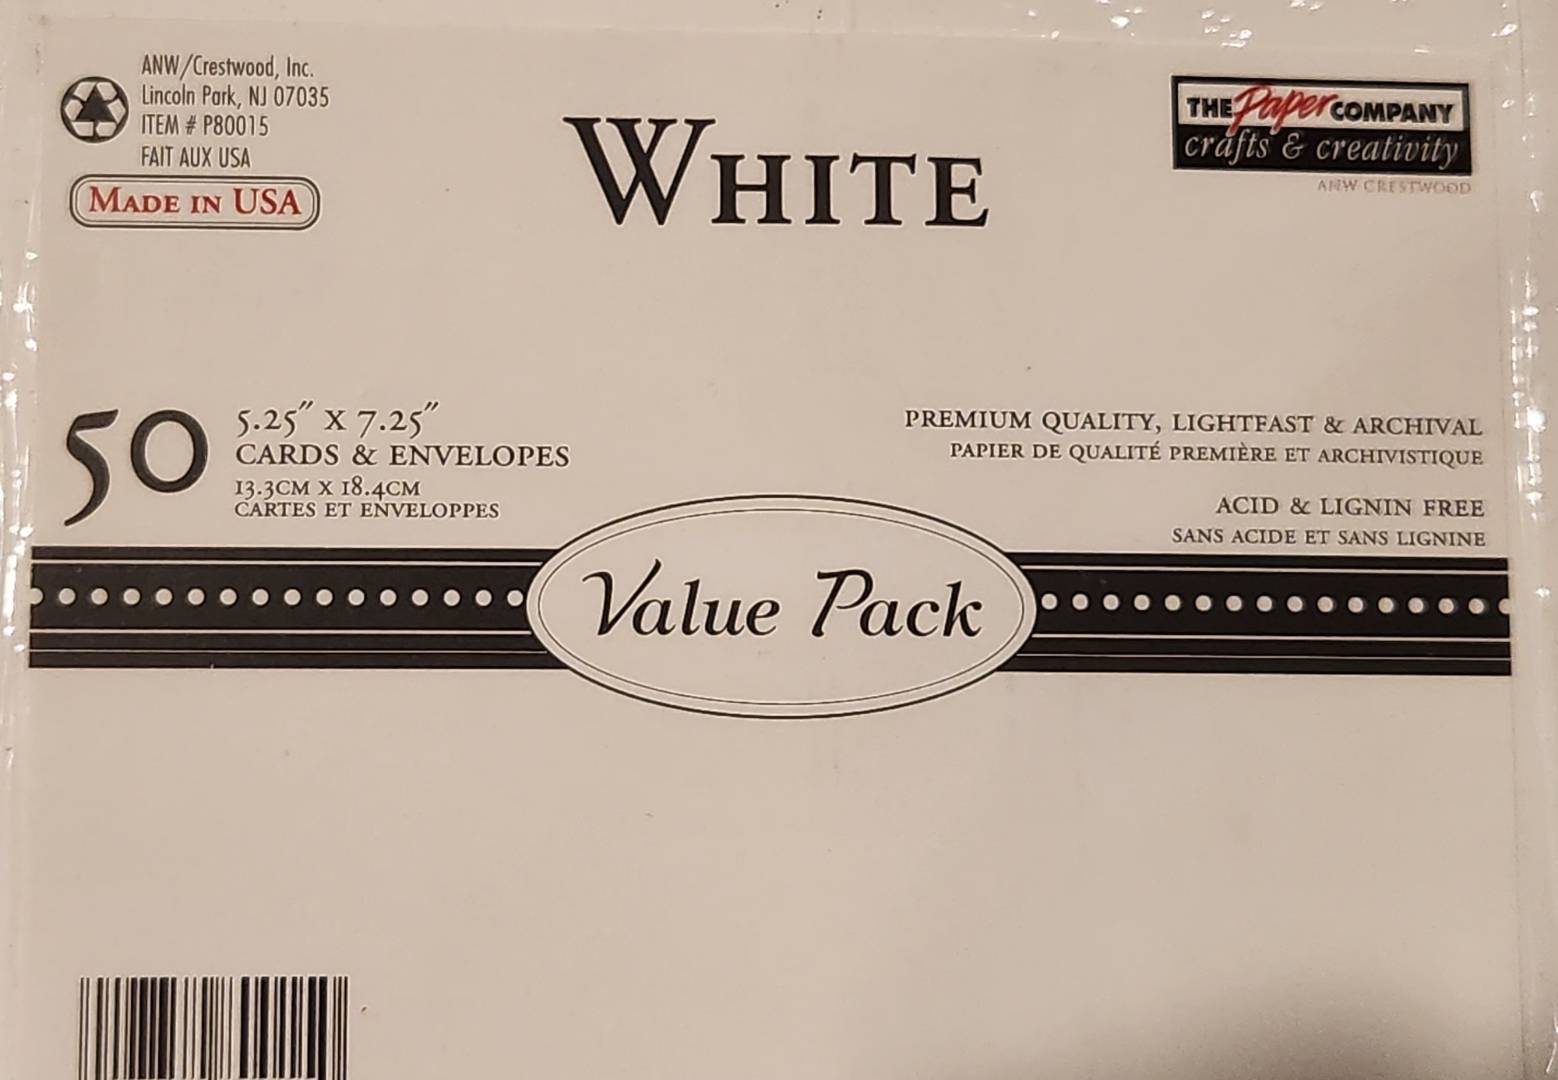 ANW/Crestwood, Inc.
Lincoln Park, NJ 07035
ITEM # P80015
FAIT AUX USA
MADE IN USA
WHITE
THE Paper COMPANY
crafts & creativity
ANW CRESTWOOD
50
5.25" X 7.25"
CARDS & ENVELOPES
13.3CM X 18.4CM
CARTES ET ENVELOPPES
PREMIUM QUALITY, LIGHTFAST & ARCHIVAL
PAPIER DE QUALITÉ PREMIÈRE ET ARCHIVISTIQUE
ACID & LIGNIN FREE
SANS ACIDE ET SANS LIGNINE
Value Pack